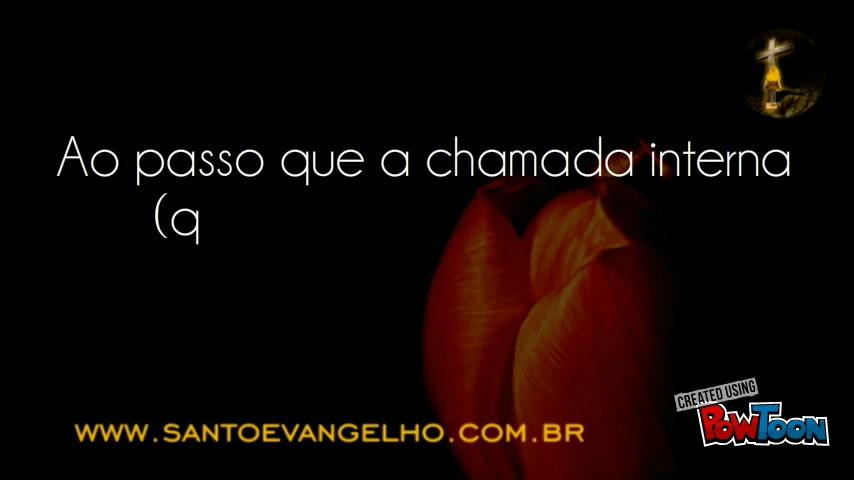 Ao passo que a chamada interna
(q
WWW.SANTOEVANGELHO.COM.BR
CREATED USING
POWTOON